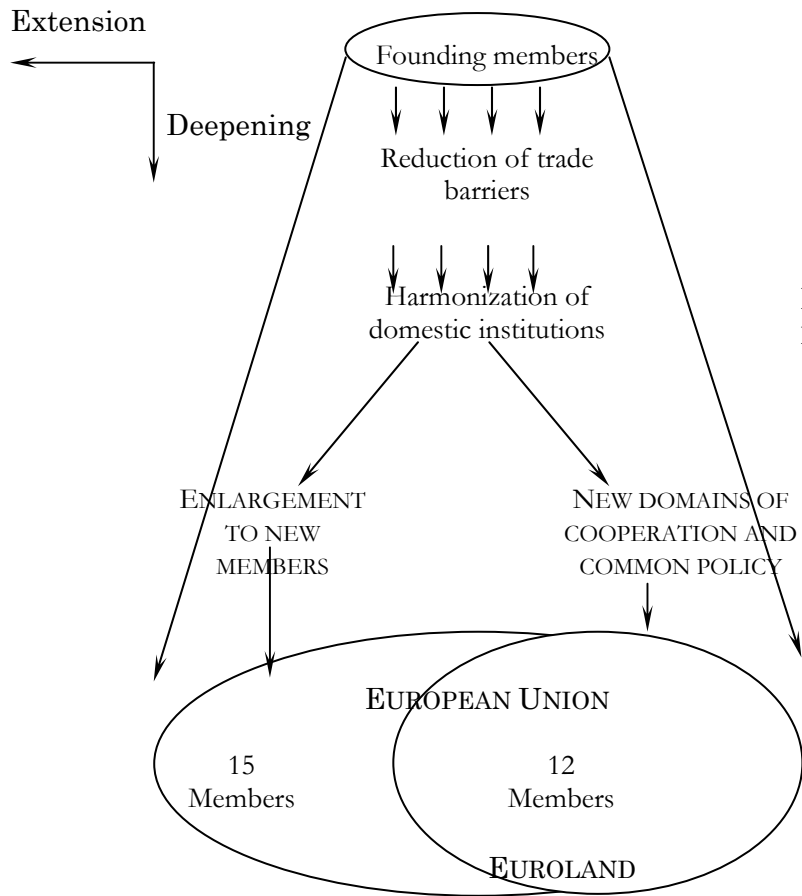 Extension
Founding members
Deepening
Reduction of trade
barriers
Harmonization of
domestic institutions
ENLARGEMENT
TO NEW
MEMBERS
NEW DOMAINS OF
COOPERATION AND
COMMON POLICY
EUROPEAN UNION
15
Members
12
Members
EUROLAND